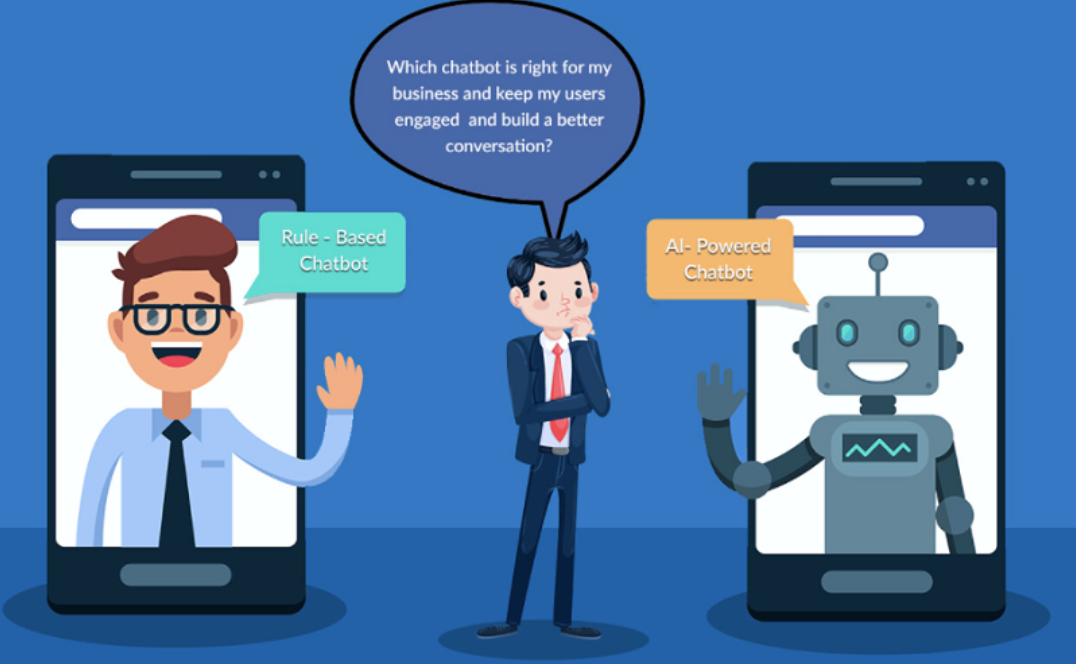 Which chatbot is right for my
business and keep my users
engaged and build a better
conversation?
Rule - Based
Chatbot
AI- Powered
Chatbot